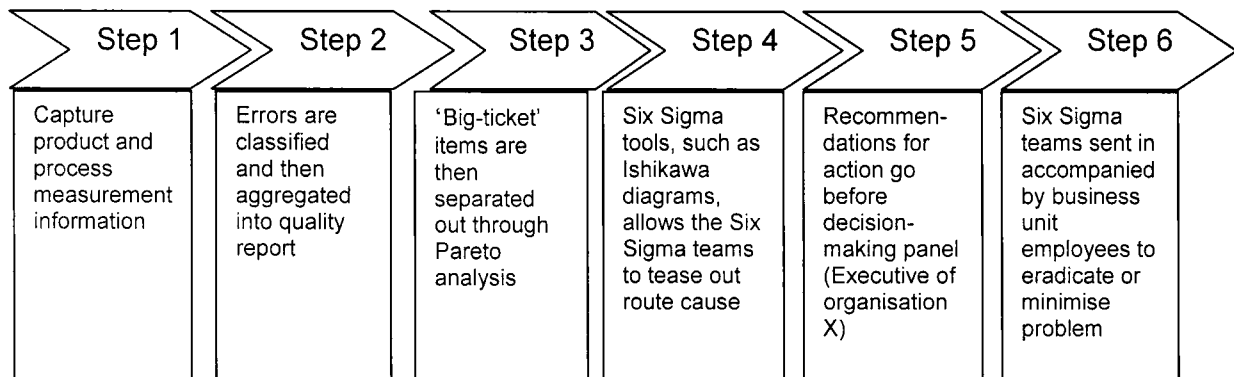 Step 1
Step 2
Step 3
Step 4
Step 5
Step 6
Capture
product and
process
measurement
information
Errors are
classified
and then
aggregated
into quality
report
‘Big-ticket’
items are
then
separated
out through
Pareto
analysis
Six Sigma
tools, such as
Ishikawa
diagrams,
allows the Six
Sigma teams
to tease out
route cause
Recommen-
dations for
action go
before
decision-
making panel
(Executive of
organisation
X)
Six Sigma
teams sent in
accompanied
by business
unit
employees to
eradicate or
minimise
problem